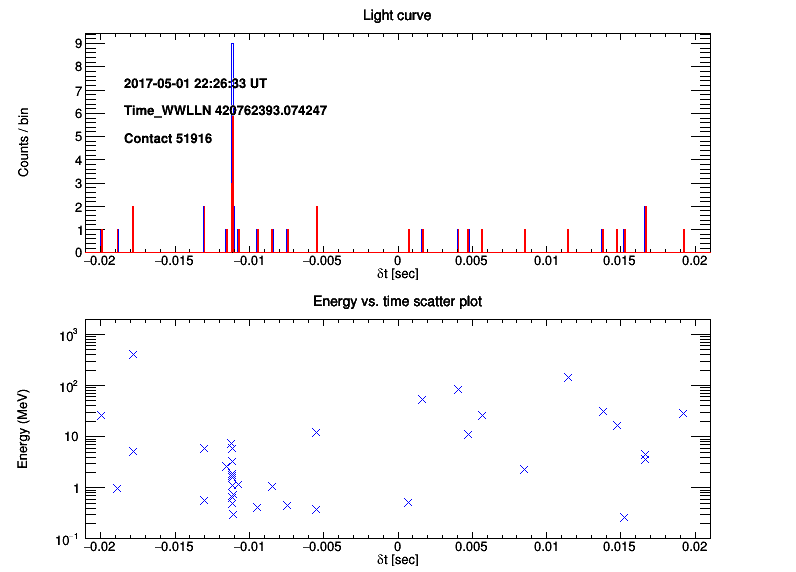 Light curve
9
8
7
6
5
4
3
2
1
0
Counts / bin
2017-05-01 22:26:33 UT
Time_WWLLN 420762393.074247
Contact 51916
−0.02 −0.015 −0.01 −0.005 0 0.005 0.01 0.015 0.02
δt [sec]
Energy vs. time scatter plot
10³
10²
10
1
10⁻¹
Energy (MeV)
−0.02 −0.015 −0.01 −0.005 0 0.005 0.01 0.015 0.02
δt [sec]